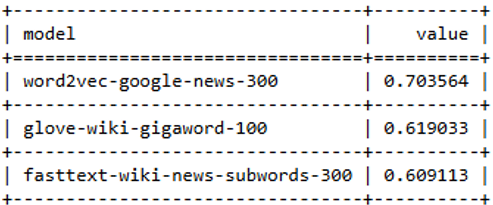 +----------------------------------+----------+
| model                            |    value |
+==================================+==========+
| word2vec-google-news-300         | 0.703564 |
+----------------------------------+----------+
| glove-wiki-gigaword-100          | 0.619033 |
+----------------------------------+----------+
| fasttext-wiki-news-subwords-300  | 0.609113 |
+----------------------------------+----------+